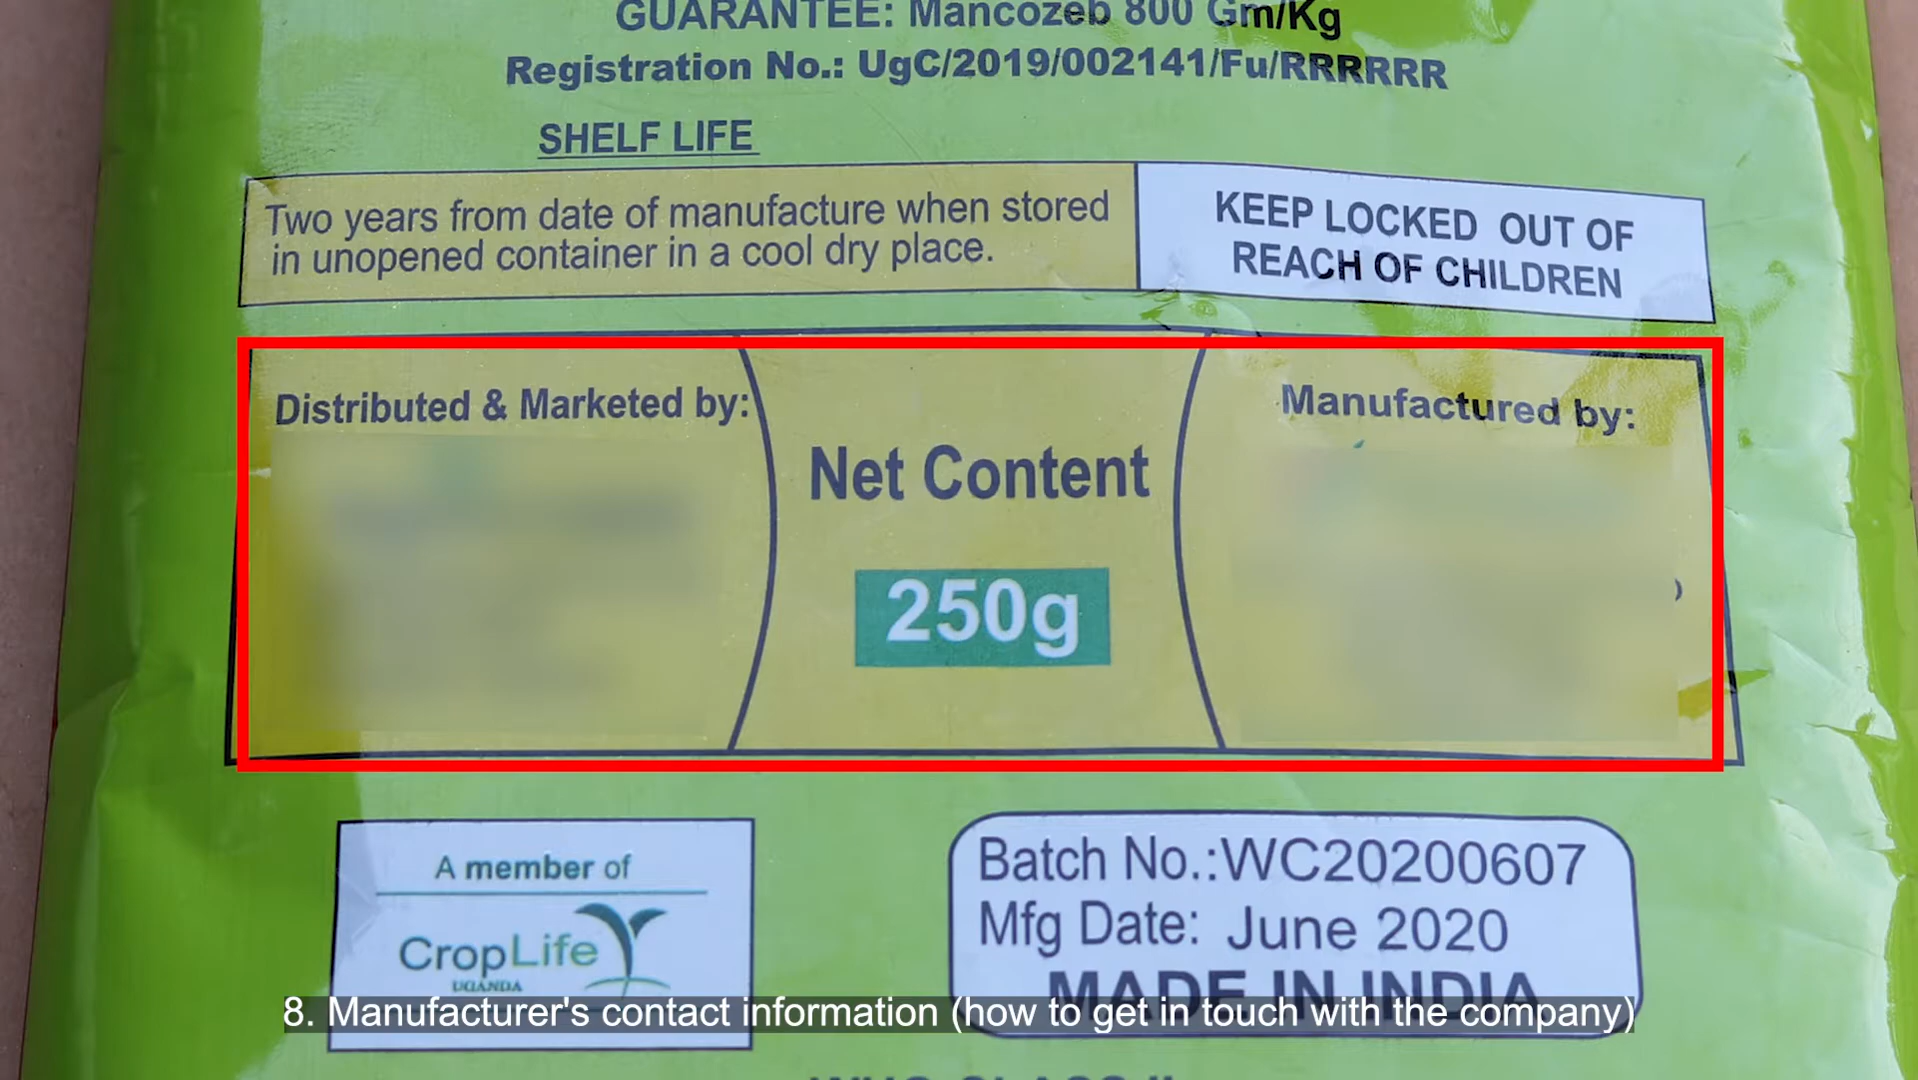 GUARANTEE: Mancozeb 800 Gm/Kg
Registration No.: UgC/2019/002141/Fu/RRRRRR
SHELF LIFE
Two years from date of manufacture when stored
in unopened container in a cool dry place.
KEEP LOCKED OUT OF
REACH OF CHILDREN
Distributed & Marketed by:
Net Content
250g
Manufactured by:
A member of
CropLife
UGANDA
Batch No.:WC20200607
Mfg Date: June 2020
MADE IN INDIA
8. Manufacturer's contact information (how to get in touch with the company)